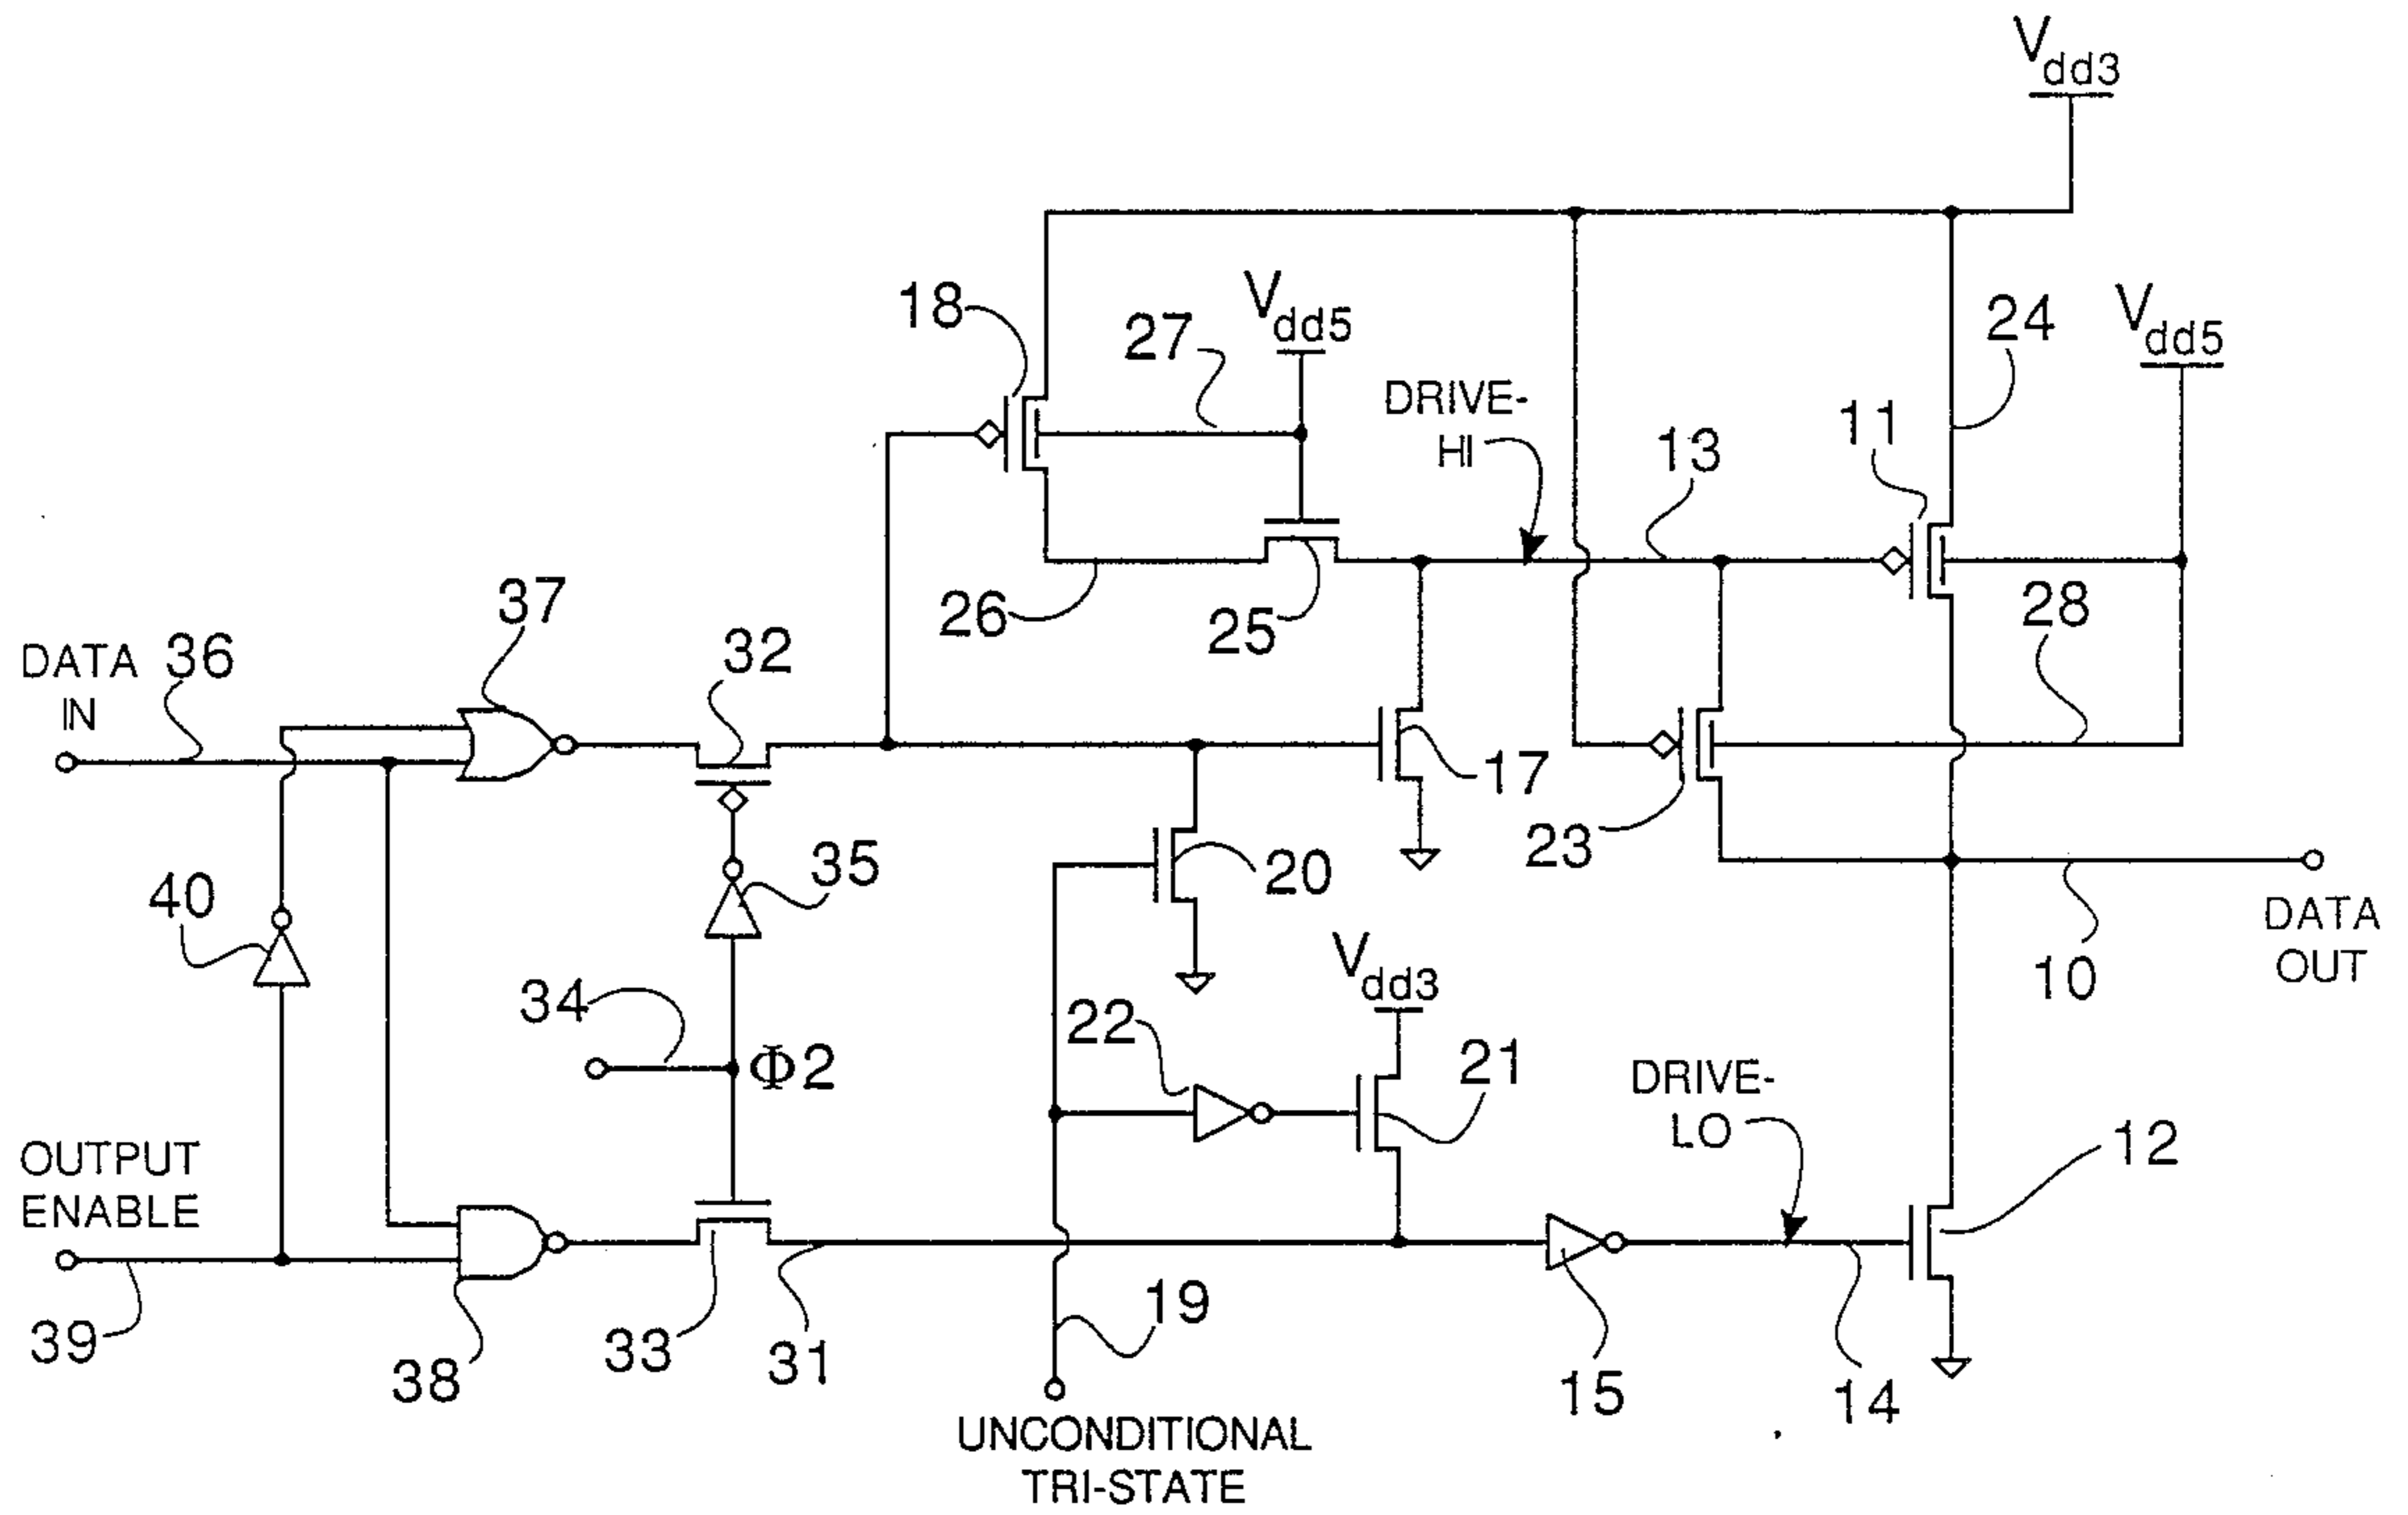 Vdd3
18
27
Vdd5
24
Vdd5
DRIVE-
HI
13
11
26
25
28
37
DATA
IN
36
32
17
23
40
35
20
DATA
OUT
10
34
Φ2
22
Vdd3
21
DRIVE-
LO
12
OUTPUT
ENABLE
39
38
33
31
19
15
14
UNCONDITIONAL
TRI-STATE